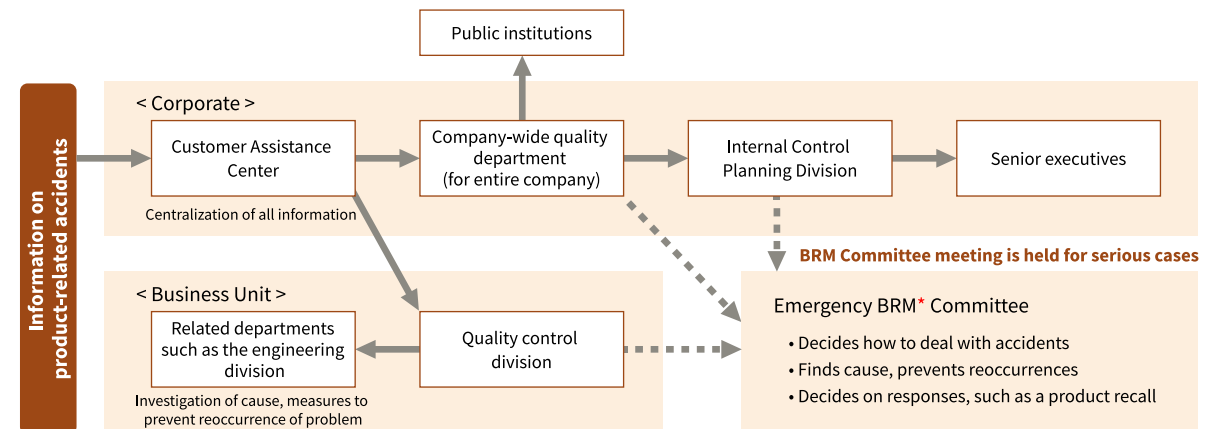 Information on
product-related accidents
Public institutions
< Corporate >
Customer Assistance
Center
Centralization of all information
Company-wide quality
department
(for entire company)
Internal Control
Planning Division
Senior executives
BRM Committee meeting is held for serious cases
< Business Unit >
Related departments
such as the engineering
division
Investigation of cause, measures to
prevent reoccurrence of problem
Quality control
division
Emergency BRM* Committee
• Decides how to deal with accidents
• Finds cause, prevents reoccurrences
• Decides on responses, such as a product recall